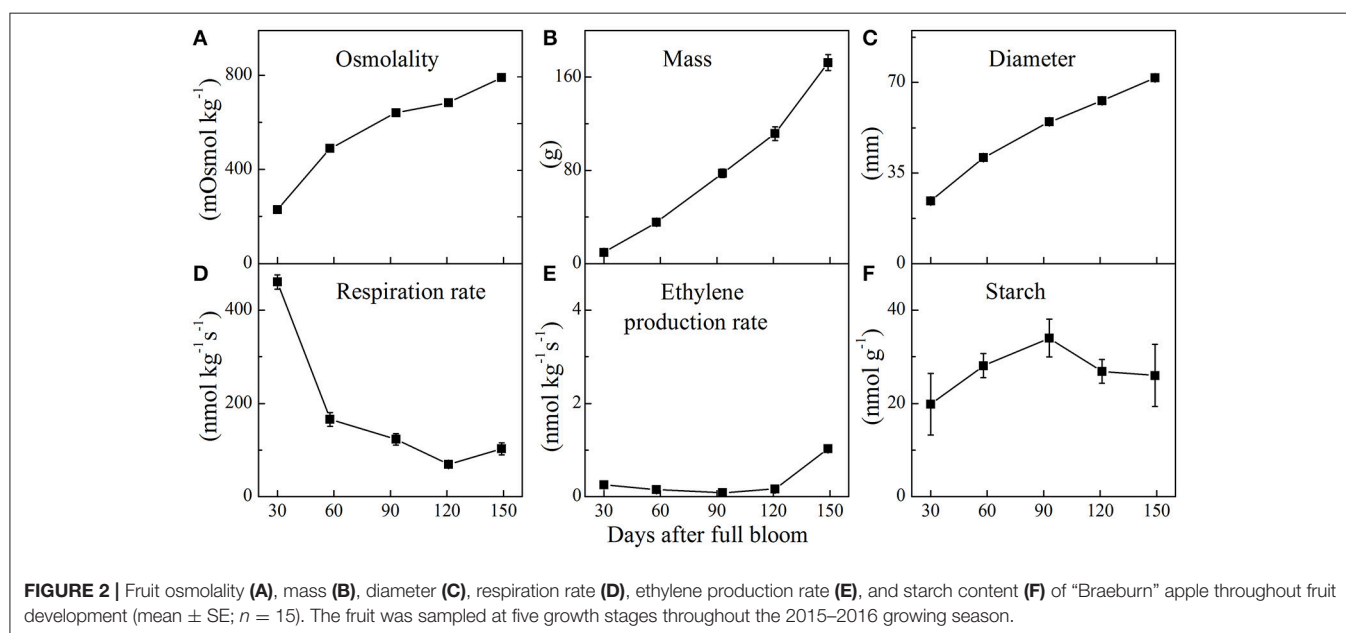 A
Osmolality
(mOsmol kg⁻¹)
800
400
0
B
Mass
(g)
160
80
0
C
Diameter
(mm)
70
35
0
D
Respiration rate
(nmol kg⁻¹s⁻¹)
400
200
0
30 60 90 120 150
E
Ethylene
production rate
(nmol kg⁻¹s⁻¹)
4
2
0
30 60 90 120 150
Days after full bloom
F
Starch
(nmol g⁻¹)
40
20
0
30 60 90 120 150
FIGURE 2 | Fruit osmolality (A), mass (B), diameter (C), respiration rate (D), ethylene production rate (E), and starch content (F) of “Braeburn” apple throughout fruit
development (mean ± SE; n = 15). The fruit was sampled at five growth stages throughout the 2015–2016 growing season.